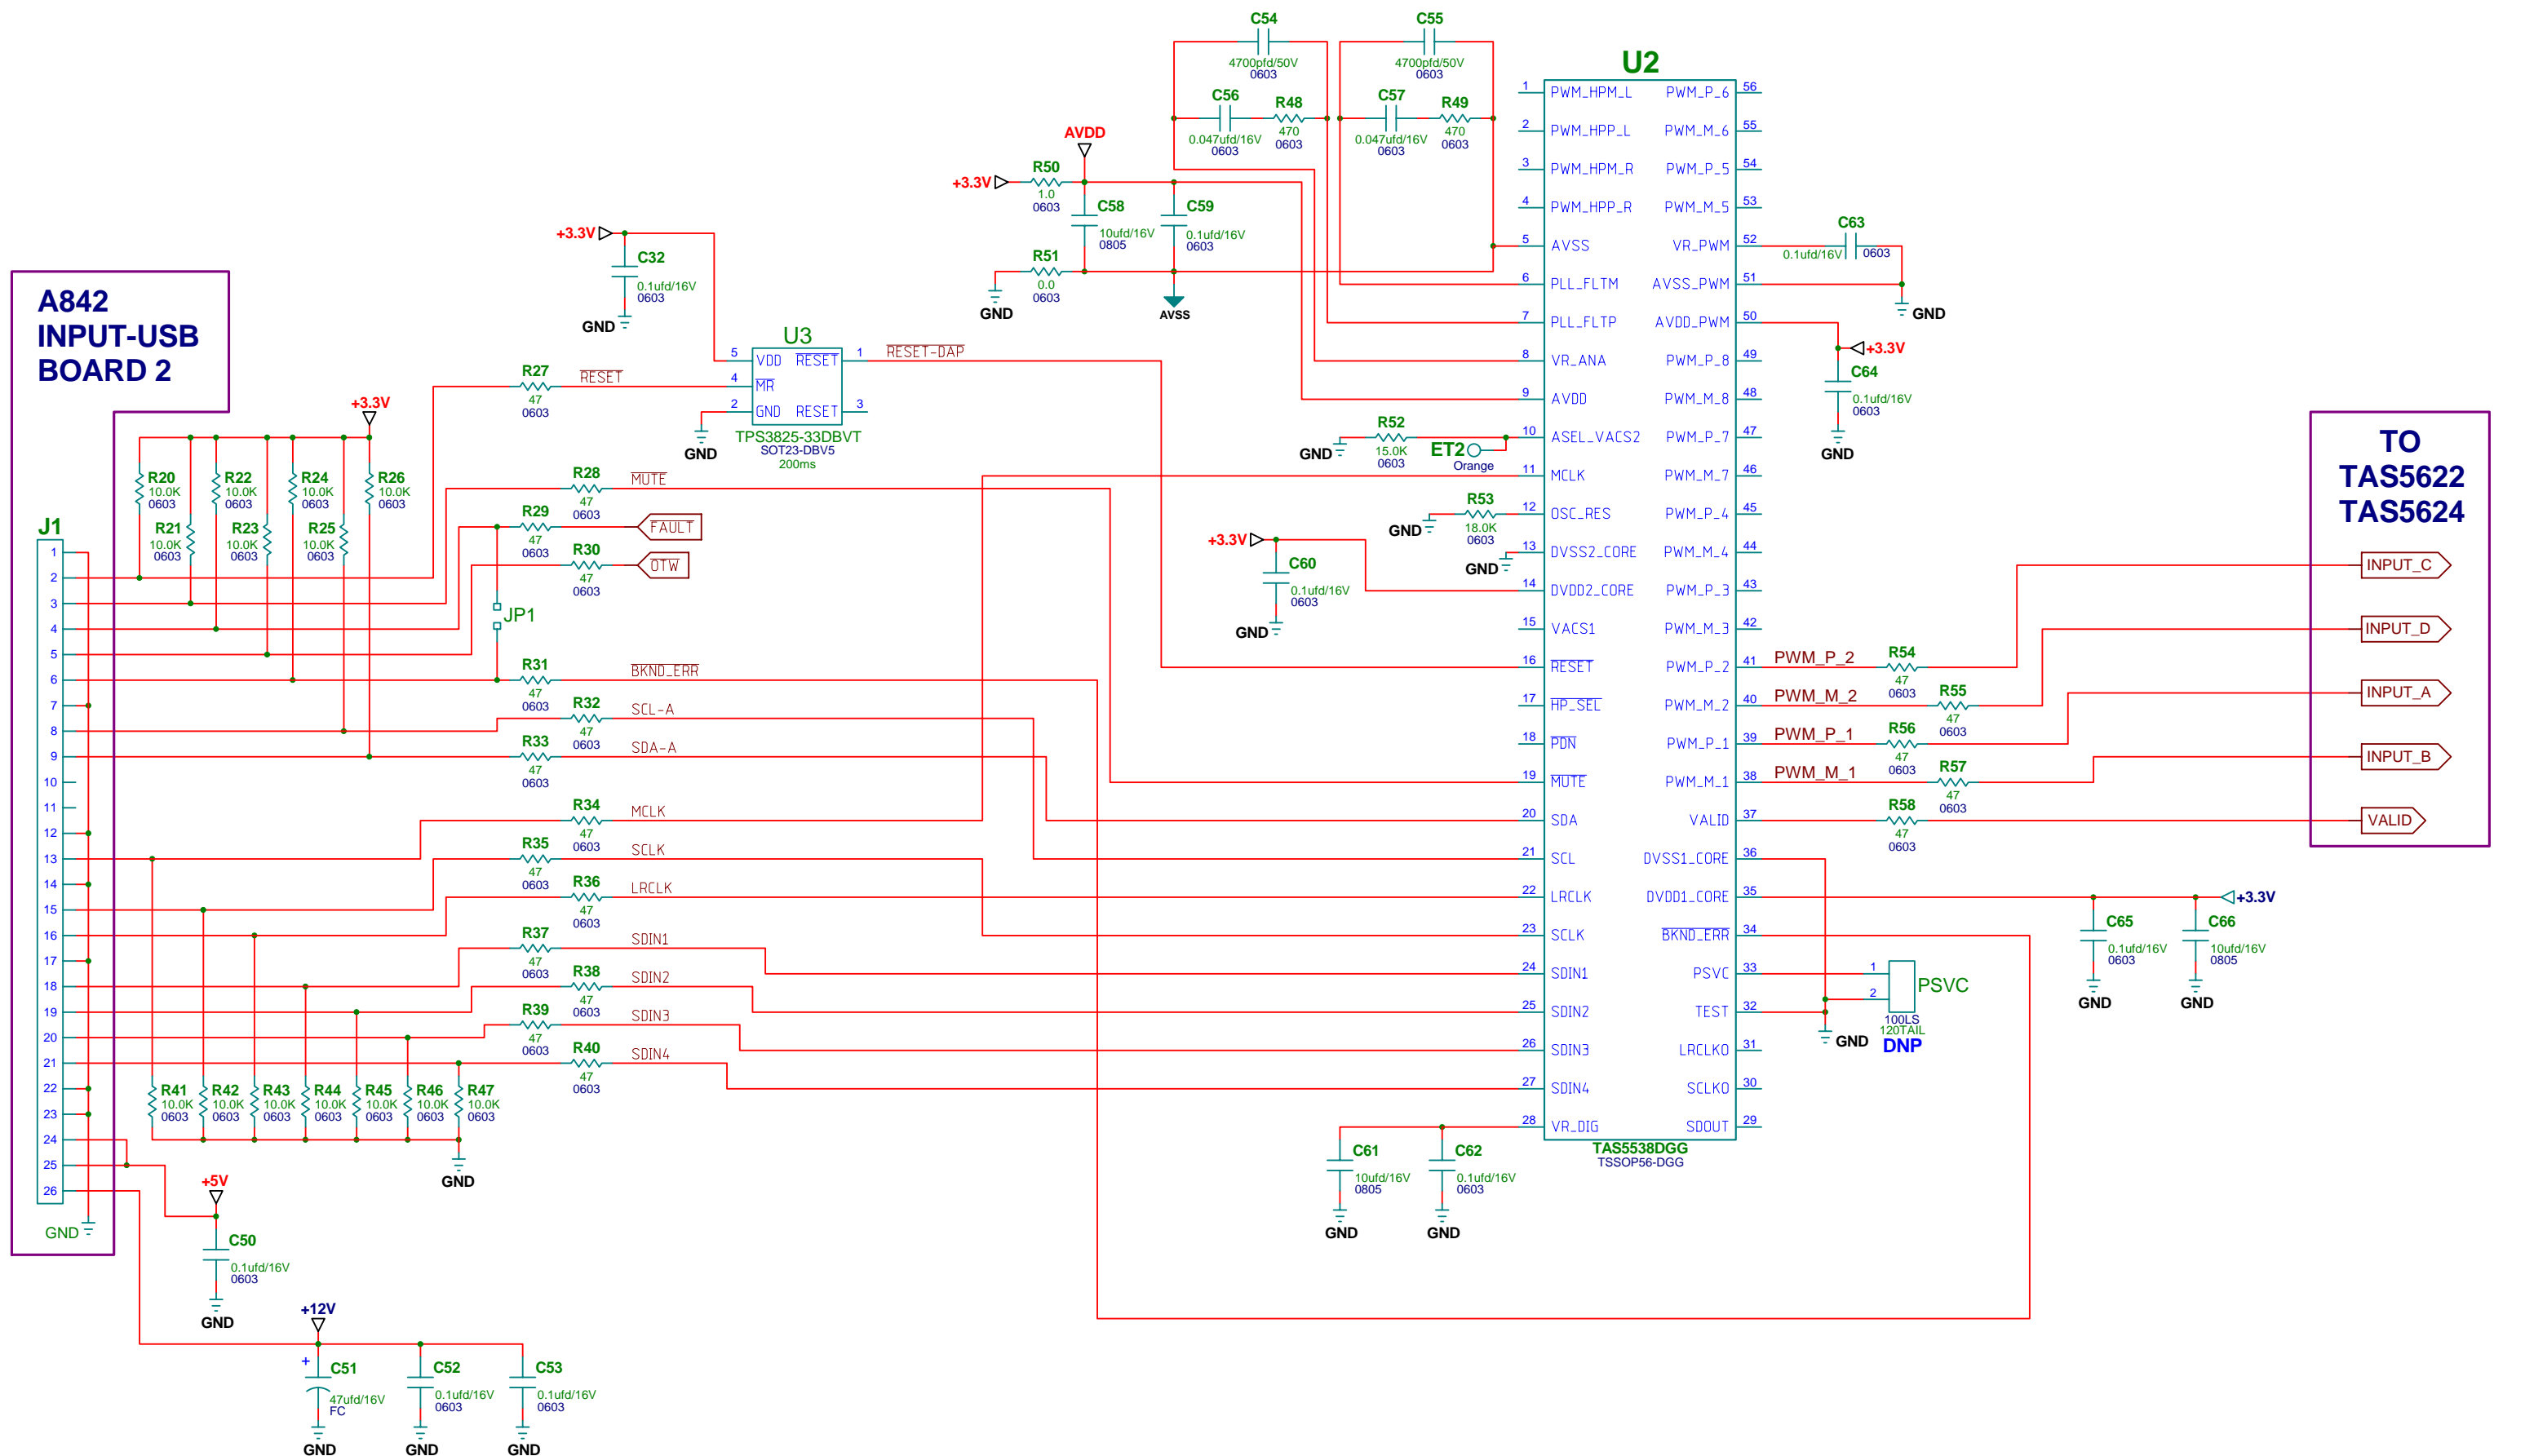 A842
INPUT-USB
BOARD 2
J1
1
2
3
4
5
6
7
8
9
10
11
12
13
14
15
16
17
18
19
20
21
22
23
24
25
26
GND
+3.3V
R20
10.0K
0603
R22
10.0K
0603
R24
10.0K
0603
R26
10.0K
0603
R21
10.0K
0603
R23
10.0K
0603
R25
10.0K
0603
R27
47
0603
RESET
R28
47
0603
MUTE
R29
47
0603
FAULT
R30
47
0603
OTW
JP1
R31
47
0603
BKND_ERR
R32
47
0603
SCL-A
R33
47
0603
SDA-A
R34
47
0603
MCLK
R35
47
0603
SCLK
R36
47
0603
LRCLK
R37
47
0603
SDIN1
R38
47
0603
SDIN2
R39
47
0603
SDIN3
R40
47
0603
SDIN4
R41
10.0K
0603
R42
10.0K
0603
R43
10.0K
0603
R44
10.0K
0603
R45
10.0K
0603
R46
10.0K
0603
R47
10.0K
0603
GND
+5V
C50
0.1ufd/16V
0603
GND
+12V
+
C51
47ufd/16V
FC
GND
C52
0.1ufd/16V
0603
GND
C53
0.1ufd/16V
0603
GND
+3.3V
C32
0.1ufd/16V
0603
GND
U3
5 VDD RESET 1
4 MR
2 GND RESET 3
TPS3825-33DBVT
SOT23-DBV5
200ms
GND
RESET-DAP
C54
4700pfd/50V
0603
C55
4700pfd/50V
0603
C56
0.047ufd/16V
0603
R48
470
0603
C57
0.047ufd/16V
0603
R49
470
0603
AVDD
+3.3V
R50
1.0
0603
C58
10ufd/16V
0805
C59
0.1ufd/16V
0603
R51
0.0
0603
GND
AVSS
GND
R52
15.0K
0603
ET2
Orange
GND
R53
18.0K
0603
GND
+3.3V
C60
0.1ufd/16V
0603
GND
C61
10ufd/16V
0805
GND
C62
0.1ufd/16V
0603
GND
U2
1 PWM_HPM_L PWM_P_6 56
2 PWM_HPP_L PWM_M_6 55
3 PWM_HPM_R PWM_P_5 54
4 PWM_HPP_R PWM_M_5 53
5 AVSS VR_PWM 52
6 PLL_FLTM AVSS_PWM 51
7 PLL_FLTP AVDD_PWM 50
8 VR_ANA PWM_P_8 49
9 AVDD PWM_M_8 48
10 ASEL_VACS2 PWM_P_7 47
11 MCLK PWM_M_7 46
12 OSC_RES PWM_P_4 45
13 DVSS2_CORE PWM_M_4 44
14 DVDD2_CORE PWM_P_3 43
15 VACS1 PWM_M_3 42
16 RESET PWM_P_2 41
17 HP_SEL PWM_M_2 40
18 PDN PWM_P_1 39
19 MUTE PWM_M_1 38
20 SDA VALID 37
21 SCL DVSS1_CORE 36
22 LRCLK DVDD1_CORE 35
23 SCLK BKND_ERR 34
24 SDIN1 PSVC 33
25 SDIN2 TEST 32
26 SDIN3 LRCLKO 31
27 SDIN4 SCLKO 30
28 VR_DIG SDOUT 29
TAS5538DGG
TSSOP56-DGG
C63
0.1ufd/16V 0603
GND
+3.3V
C64
0.1ufd/16V
0603
GND
PWM_P_2
R54
47
0603
PWM_M_2
R55
47
0603
PWM_P_1
R56
47
0603
PWM_M_1
R57
47
0603
R58
47
0603
+3.3V
C65
0.1ufd/16V
0603
GND
C66
10ufd/16V
0805
GND
1
2
PSVC
100LS
120TAIL
DNP
GND
TO
TAS5622
TAS5624
INPUT_C
INPUT_D
INPUT_A
INPUT_B
VALID